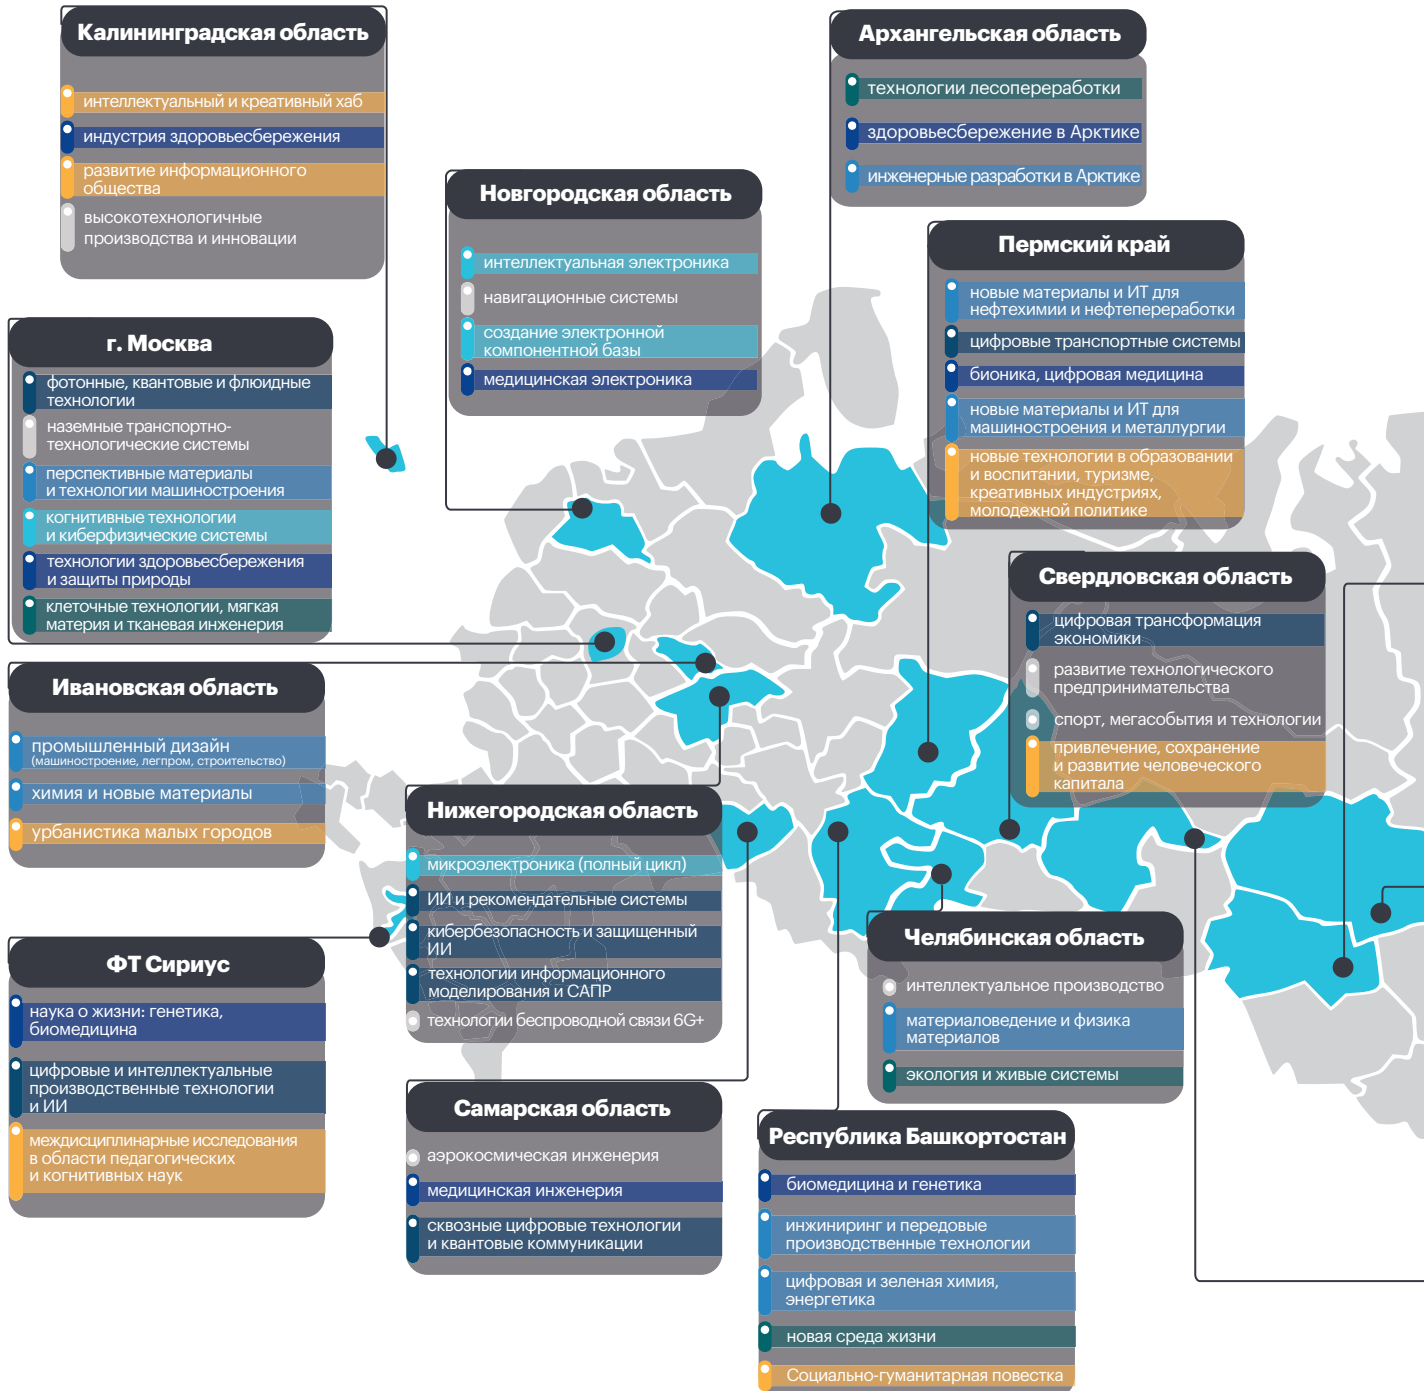 Калининградская область
интеллектуальный и креативный хаб
индустрия здоровьесбережения
развитие информационного
общества
высокотехнологичные
производства и инновации
Архангельская область
технологии лесопереработки
здоровьесбережение в Арктике
инженерные разработки в Арктике
Новгородская область
интеллектуальная электроника
навигационные системы
создание электронной
компонентной базы
медицинская электроника
Пермский край
новые материалы и ИТ для
нефтехимии и нефтепереработки
цифровые транспортные системы
бионика, цифровая медицина
новые материалы и ИТ для
машиностроения и металлургии
новые технологии в образовании
и воспитании, туризме,
креативных индустриях,
молодежной политике
г. Москва
фотонные, квантовые и флюидные
технологии
наземные транспортно-
технологические системы
перспективные материалы
и технологии машиностроения
когнитивные технологии
и киберфизические системы
технологии здоровьесбережения
и защиты природы
клеточные технологии, мягкая
материя и тканевая инженерия
Свердловская область
цифровая трансформация
экономики
развитие технологического
предпринимательства
спорт, мегасобытия и технологии
привлечение, сохранение
и развитие человеческого
капитала
Ивановская область
промышленный дизайн
(машиностроение, легпром, строительство)
химия и новые материалы
урбанистика малых городов
Нижегородская область
микроэлектроника (полный цикл)
ИИ и рекомендательные системы
кибербезопасность и защищенный
ИИ
технологии информационного
моделирования и САПР
технологии беспроводной связи 6G+
Челябинская область
интеллектуальное производство
материаловедение и физика
материалов
экология и живые системы
ФТ Сириус
наука о жизни: генетика,
биомедицина
цифровые и интеллектуальные
производственные технологии
и ИИ
междисциплинарные исследования
в области педагогических
и когнитивных наук
Самарская область
аэрокосмическая инженерия
медицинская инженерия
сквозные цифровые технологии
и квантовые коммуникации
Республика Башкортостан
биомедицина и генетика
инжиниринг и передовые
производственные технологии
цифровая и зеленая химия,
энергетика
новая среда жизни
Социально-гуманитарная повестка